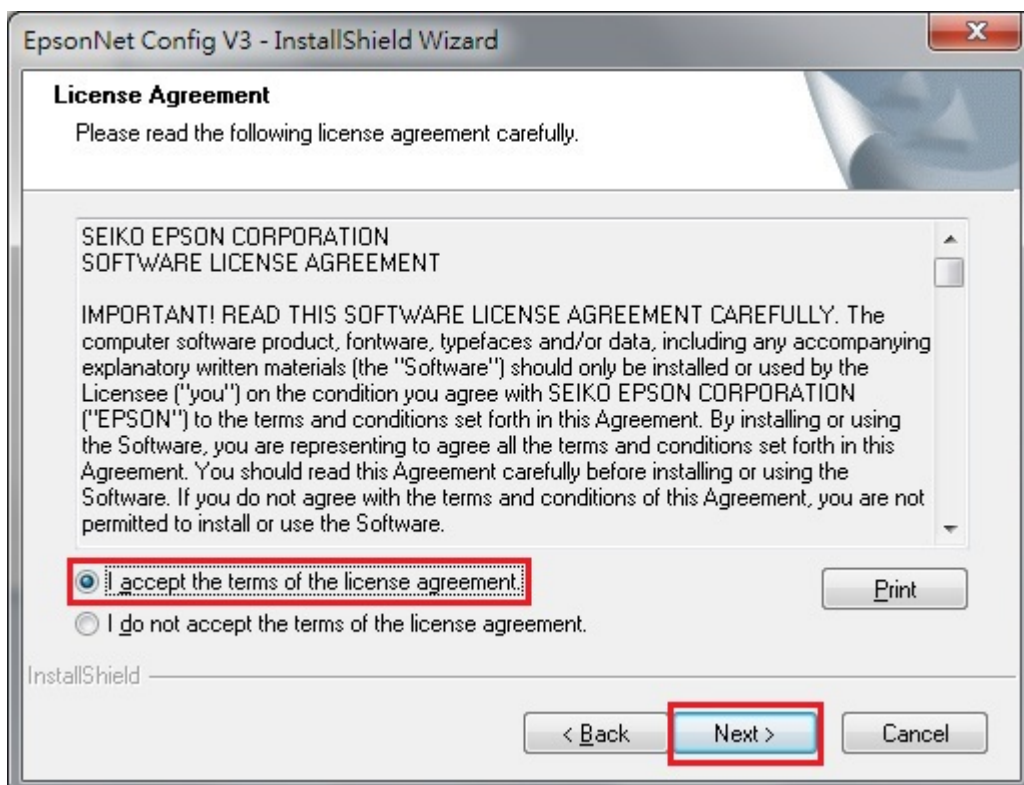 EpsonNet Config V3 - InstallShield Wizard
License Agreement
Please read the following license agreement carefully.
SEIKO EPSON CORPORATION
SOFTWARE LICENSE AGREEMENT
IMPORTANT! READ THIS SOFTWARE LICENSE AGREEMENT CAREFULLY. The
computer software product, fontware, typefaces and/or data, including any accompanying
explanatory written materials (the "Software") should only be installed or used by the
Licensee ("you") on the condition you agree with SEIKO EPSON CORPORATION
("EPSON") to the terms and conditions set forth in this Agreement. By installing or using
the Software, you are representing to agree all the terms and conditions set forth in this
Agreement. You should read this Agreement carefully before installing or using the
Software. If you do not agree with the terms and conditions of this Agreement, you are not
permitted to install or use the Software.
I accept the terms of the license agreement.
Print
I do not accept the terms of the license agreement.
InstallShield
< Back
Next >
Cancel